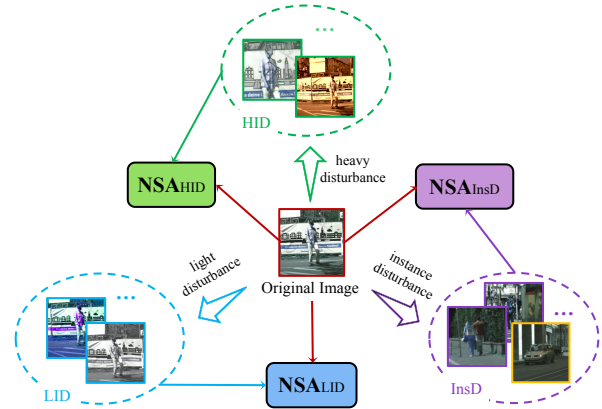 ...
HID
heavy
disturbance
NSAHID
NSAInsD
light
disturbance
Original Image
instance
disturbance
...
LID
NSALID
...
InsD